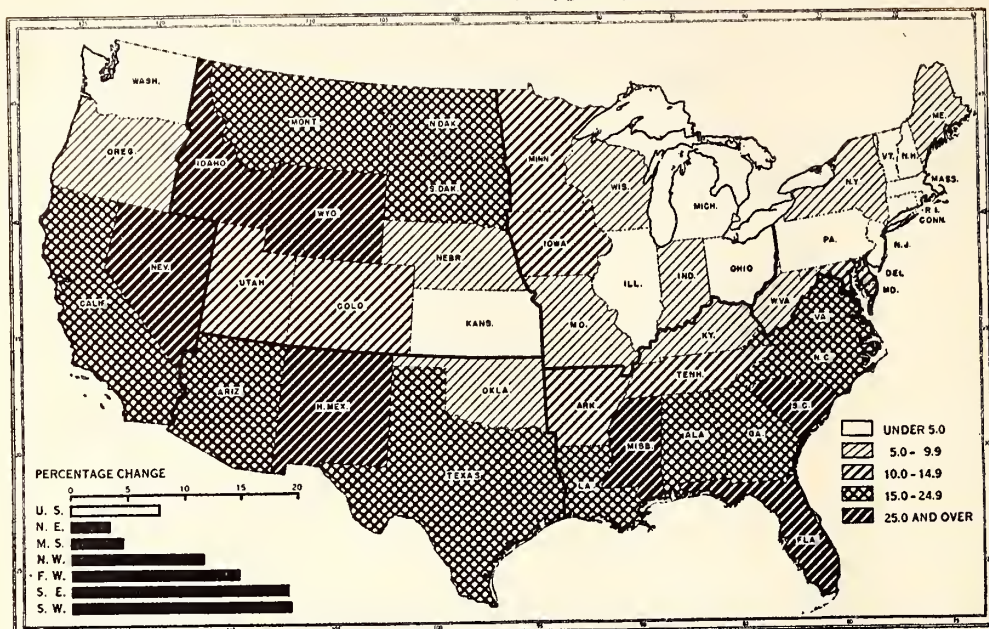 WASH.
OREG.
IDAHO
MONT.
N.DAK.
S.DAK.
WYO.
MINN.
WIS.
MICH.
IOWA
NEBR.
NEV.
UTAH
COLO.
CALIF.
KANS.
MO.
ILL.
IND.
OHIO
PA.
N.Y.
VT.
N.H.
ME.
MASS.
R.I.
CONN.
N.J.
DEL.
MD.
W.VA.
VA.
KY.
TENN.
N.C.
S.C.
ARIZ.
N.MEX.
OKLA.
ARK.
TEXAS
LA.
MISS.
ALA.
GA.
FLA.
UNDER 5.0
5.0 - 9.9
10.0 - 14.9
15.0 - 24.9
25.0 AND OVER
PERCENTAGE CHANGE
0 5 10 15 20
U. S.
N. E.
M. S.
N. W.
F. W.
S. E.
S. W.